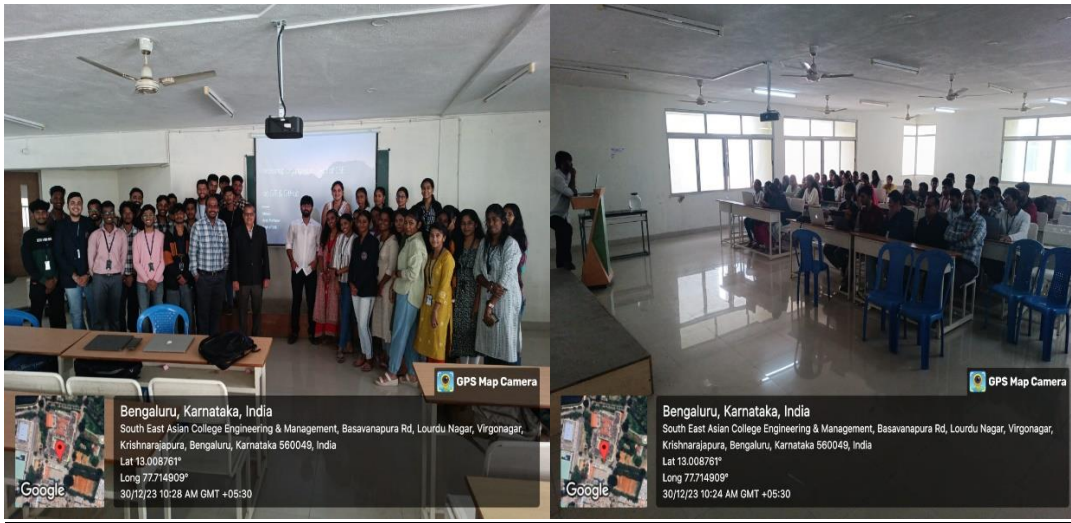 GPS Map Camera
Bengaluru, Karnataka, India
South East Asian College Engineering & Management, Basavanapura Rd, Lourdu Nagar, Virgonagar,
Krishnarajapura, Bengaluru, Karnataka 560049, India
Lat 13.008761°
Long 77.714909°
30/12/23 10:28 AM GMT +05:30
Google
GPS Map Camera
Bengaluru, Karnataka, India
South East Asian College Engineering & Management, Basavanapura Rd, Lourdu Nagar, Virgonagar,
Krishnarajapura, Bengaluru, Karnataka 560049, India
Lat 13.008761°
Long 77.714909°
30/12/23 10:24 AM GMT +05:30
Google